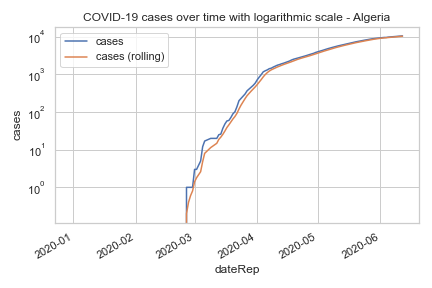 COVID-19 cases over time with logarithmic scale - Algeria
cases
cases (rolling)
10⁴
10³
10²
10¹
10⁰
cases
2020-01
2020-02
2020-03
2020-04
2020-05
2020-06
dateRep